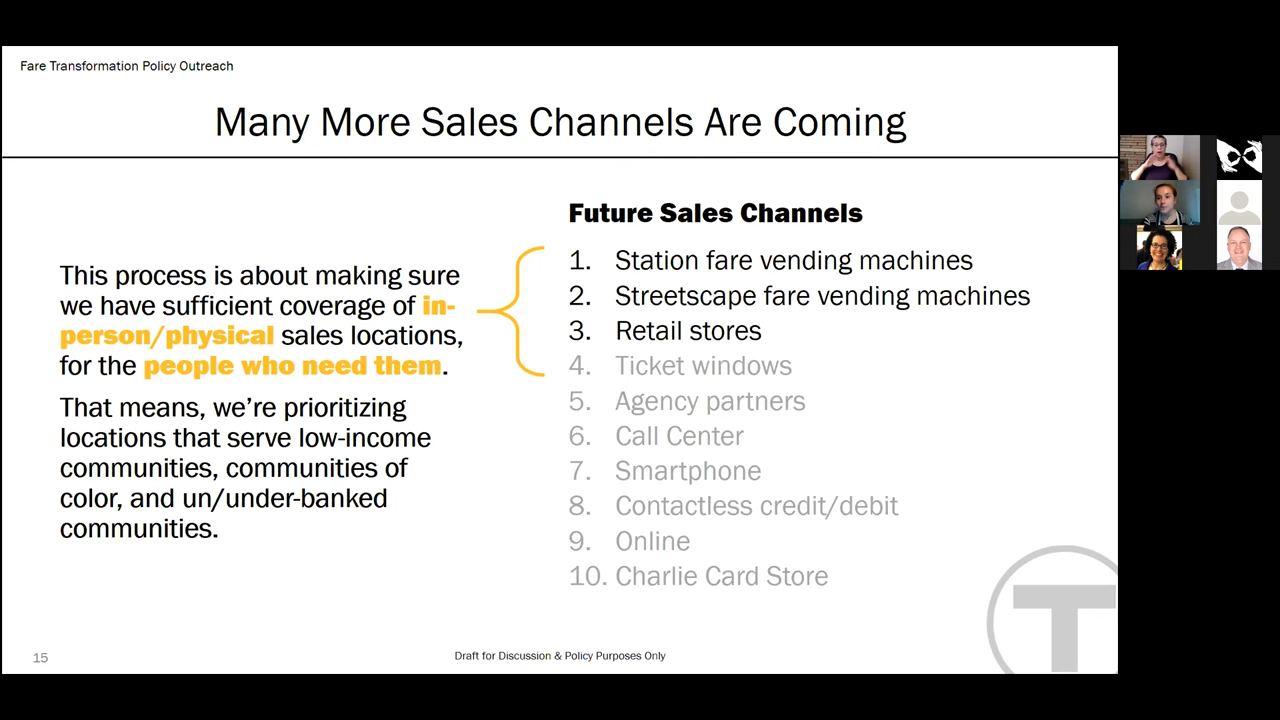 Fare Transformation Policy Outreach
Many More Sales Channels Are Coming
This process is about making sure
we have sufficient coverage of in-
person/physical sales locations,
for the people who need them.
That means, we're prioritizing
locations that serve low-income
communities, communities of
color, and un/under-banked
communities.
Future Sales Channels
1. Station fare vending machines
2. Streetscape fare vending machines
3. Retail stores
4. Ticket windows
5. Agency partners
6. Call Center
7. Smartphone
8. Contactless credit/debit
9. Online
10. Charlie Card Store
T
15
Draft for Discussion & Policy Purposes Only